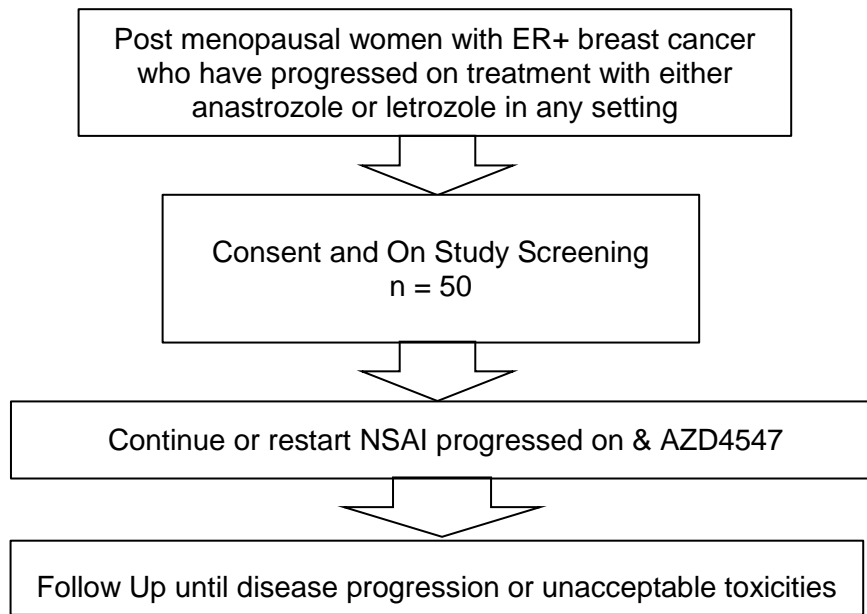 Post menopausal women with ER+ breast cancer
who have progressed on treatment with either
anastrozole or letrozole in any setting
Consent and On Study Screening
n = 50
Continue or restart NSAI progressed on & AZD4547
Follow Up until disease progression or unacceptable toxicities